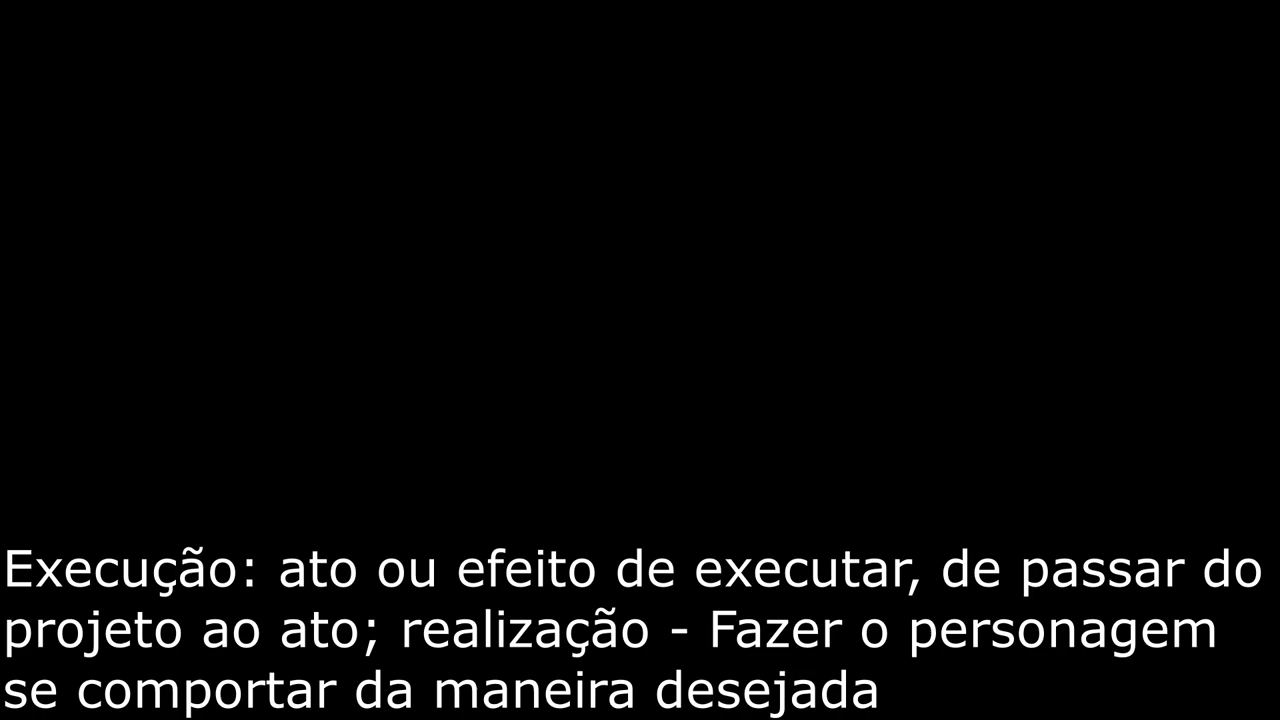 Execução: ato ou efeito de executar, de passar do
projeto ao ato; realização - Fazer o personagem
se comportar da maneira desejada